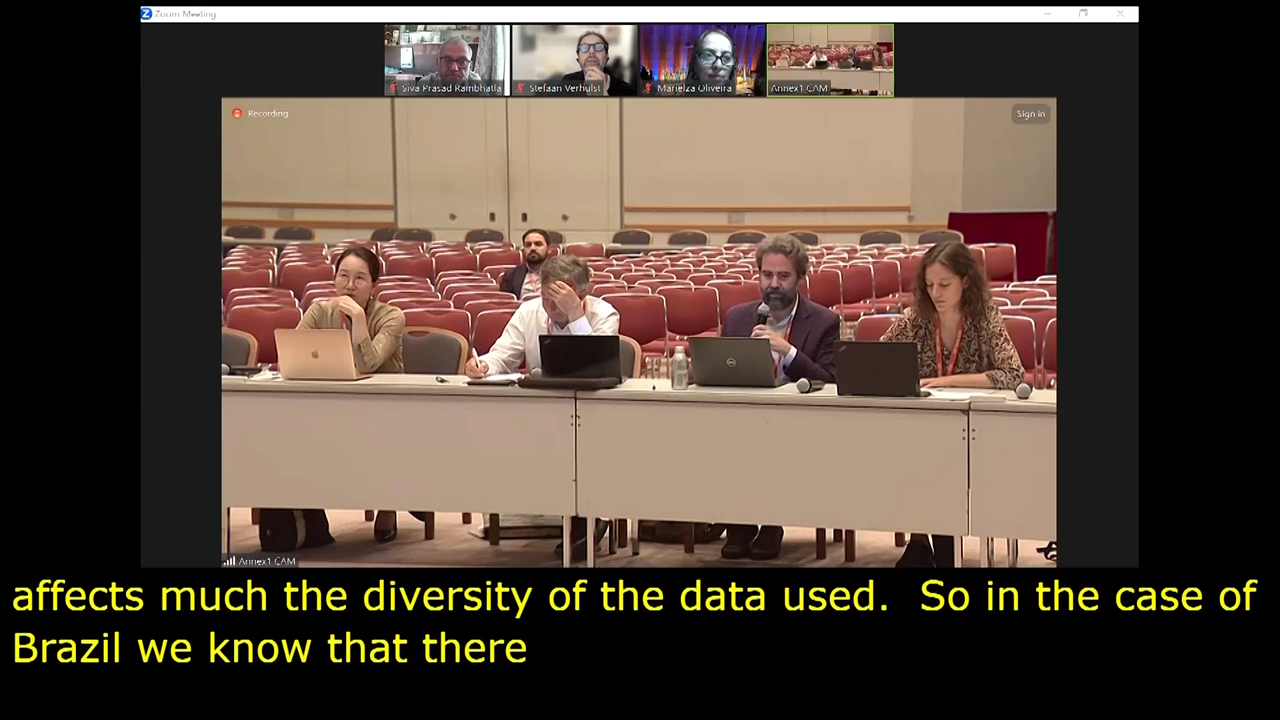 Zoom Meeting
Siva Prasad Rambhatla
Stefaan Verhulst
Marielza Oliveira
Annex1 CAM
Recording
Sign in
DELL
Annex1 CAM
affects much the diversity of the data used.  So in the case of
Brazil we know that there